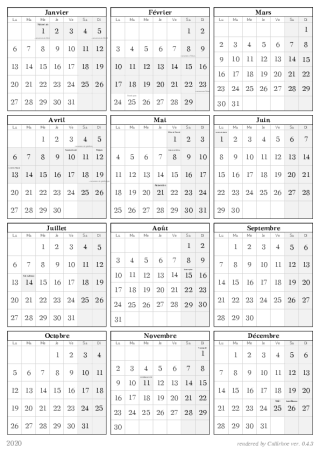 Janvier
Lu Ma Me Je Ve Sa Di
1 2 3 4 5
6 7 8 9 10 11 12
13 14 15 16 17 18 19
20 21 22 23 24 25 26
27 28 29 30 31
Février
Lu Ma Me Je Ve Sa Di
1 2
3 4 5 6 7 8 9
10 11 12 13 14 15 16
17 18 19 20 21 22 23
24 25 26 27 28 29
Mars
Lu Ma Me Je Ve Sa Di
1
2 3 4 5 6 7 8
9 10 11 12 13 14 15
16 17 18 19 20 21 22
23 24 25 26 27 28 29
30 31
Avril
Lu Ma Me Je Ve Sa Di
1 2 3 4 5
6 7 8 9 10 11 12
13 14 15 16 17 18 19
20 21 22 23 24 25 26
27 28 29 30
Mai
Lu Ma Me Je Ve Sa Di
1 2 3
4 5 6 7 8 9 10
11 12 13 14 15 16 17
18 19 20 21 22 23 24
25 26 27 28 29 30 31
Juin
Lu Ma Me Je Ve Sa Di
1 2 3 4 5 6 7
8 9 10 11 12 13 14
15 16 17 18 19 20 21
22 23 24 25 26 27 28
29 30
Juillet
Lu Ma Me Je Ve Sa Di
1 2 3 4 5
6 7 8 9 10 11 12
13 14 15 16 17 18 19
20 21 22 23 24 25 26
27 28 29 30 31
Août
Lu Ma Me Je Ve Sa Di
1 2
3 4 5 6 7 8 9
10 11 12 13 14 15 16
17 18 19 20 21 22 23
24 25 26 27 28 29 30
31
Septembre
Lu Ma Me Je Ve Sa Di
1 2 3 4 5 6
7 8 9 10 11 12 13
14 15 16 17 18 19 20
21 22 23 24 25 26 27
28 29 30
Octobre
Lu Ma Me Je Ve Sa Di
1 2 3 4
5 6 7 8 9 10 11
12 13 14 15 16 17 18
19 20 21 22 23 24 25
26 27 28 29 30 31
Novembre
Lu Ma Me Je Ve Sa Di
1
2 3 4 5 6 7 8
9 10 11 12 13 14 15
16 17 18 19 20 21 22
23 24 25 26 27 28 29
30
Décembre
Lu Ma Me Je Ve Sa Di
1 2 3 4 5 6
7 8 9 10 11 12 13
14 15 16 17 18 19 20
21 22 23 24 25 26 27
28 29 30 31
2020
rendered by Calkrône ver. 0.4.3